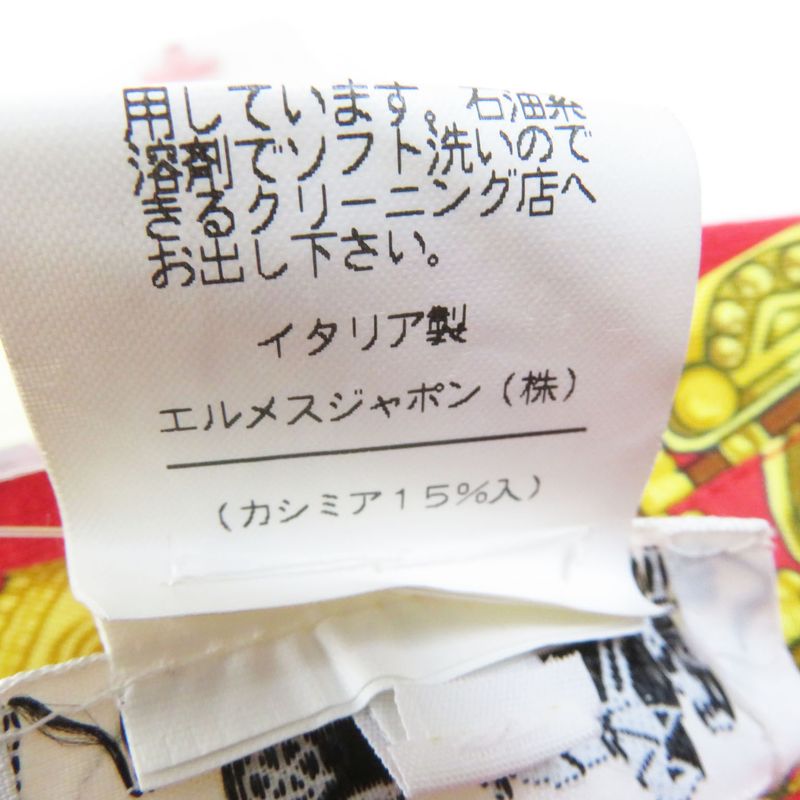 用しています。石油系
溶剤でソフト洗いので
きるクリーニング店へ
お出し下さい。
イタリア製
エルメスジャポン(株)
(カシミア15%入)